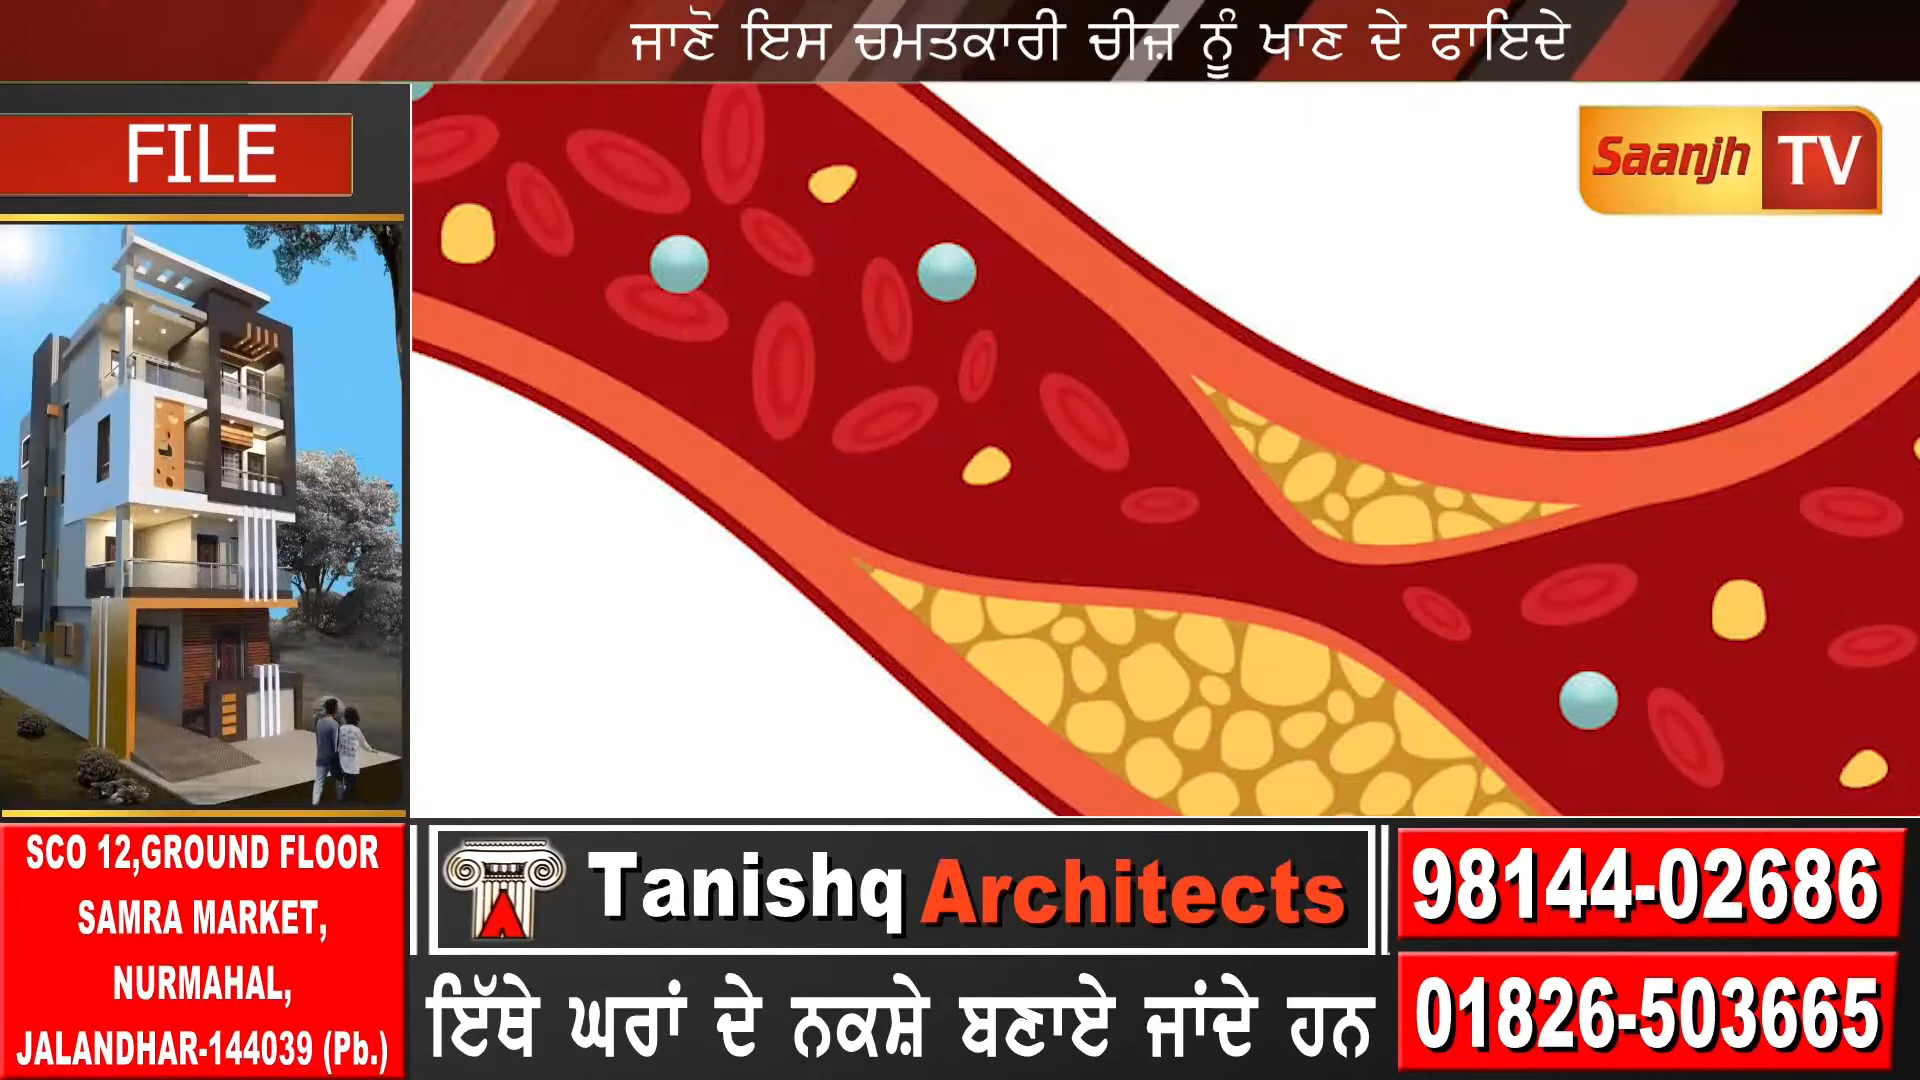 ਜਾਣੋ ਇਸ ਚਮਤਕਾਰੀ ਚੀਜ਼ ਨੂੰ ਖਾਣ ਦੇ ਫਾਇਦੇ
FILE
Saanjh TV
SCO 12,GROUND FLOOR
SAMRA MARKET,
NURMAHAL,
JALANDHAR-144039 (Pb.)
Tanishq Architects
ਇੱਥੇ ਘਰਾਂ ਦੇ ਨਕਸ਼ੇ ਬਣਾਏ ਜਾਂਦੇ ਹਨ
98144-02686
01826-503665